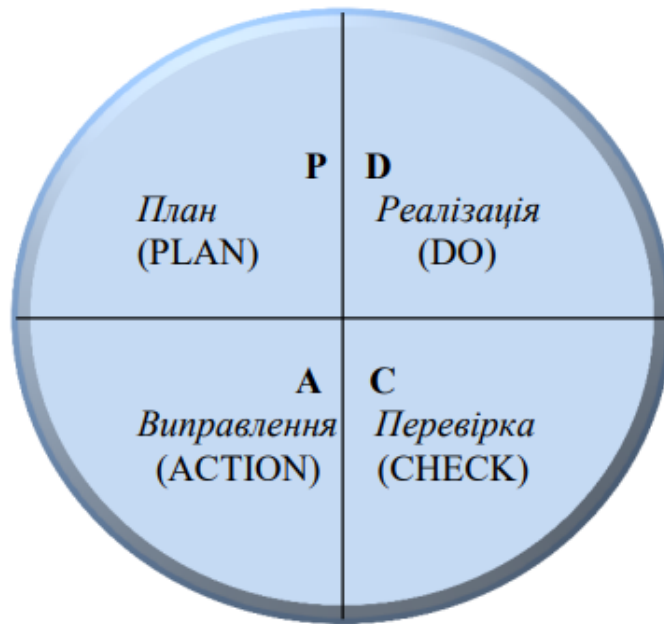 P D
План
(PLAN)
Реалізація
(DO)
A C
Виправлення
(ACTION)
Перевірка
(CHECK)